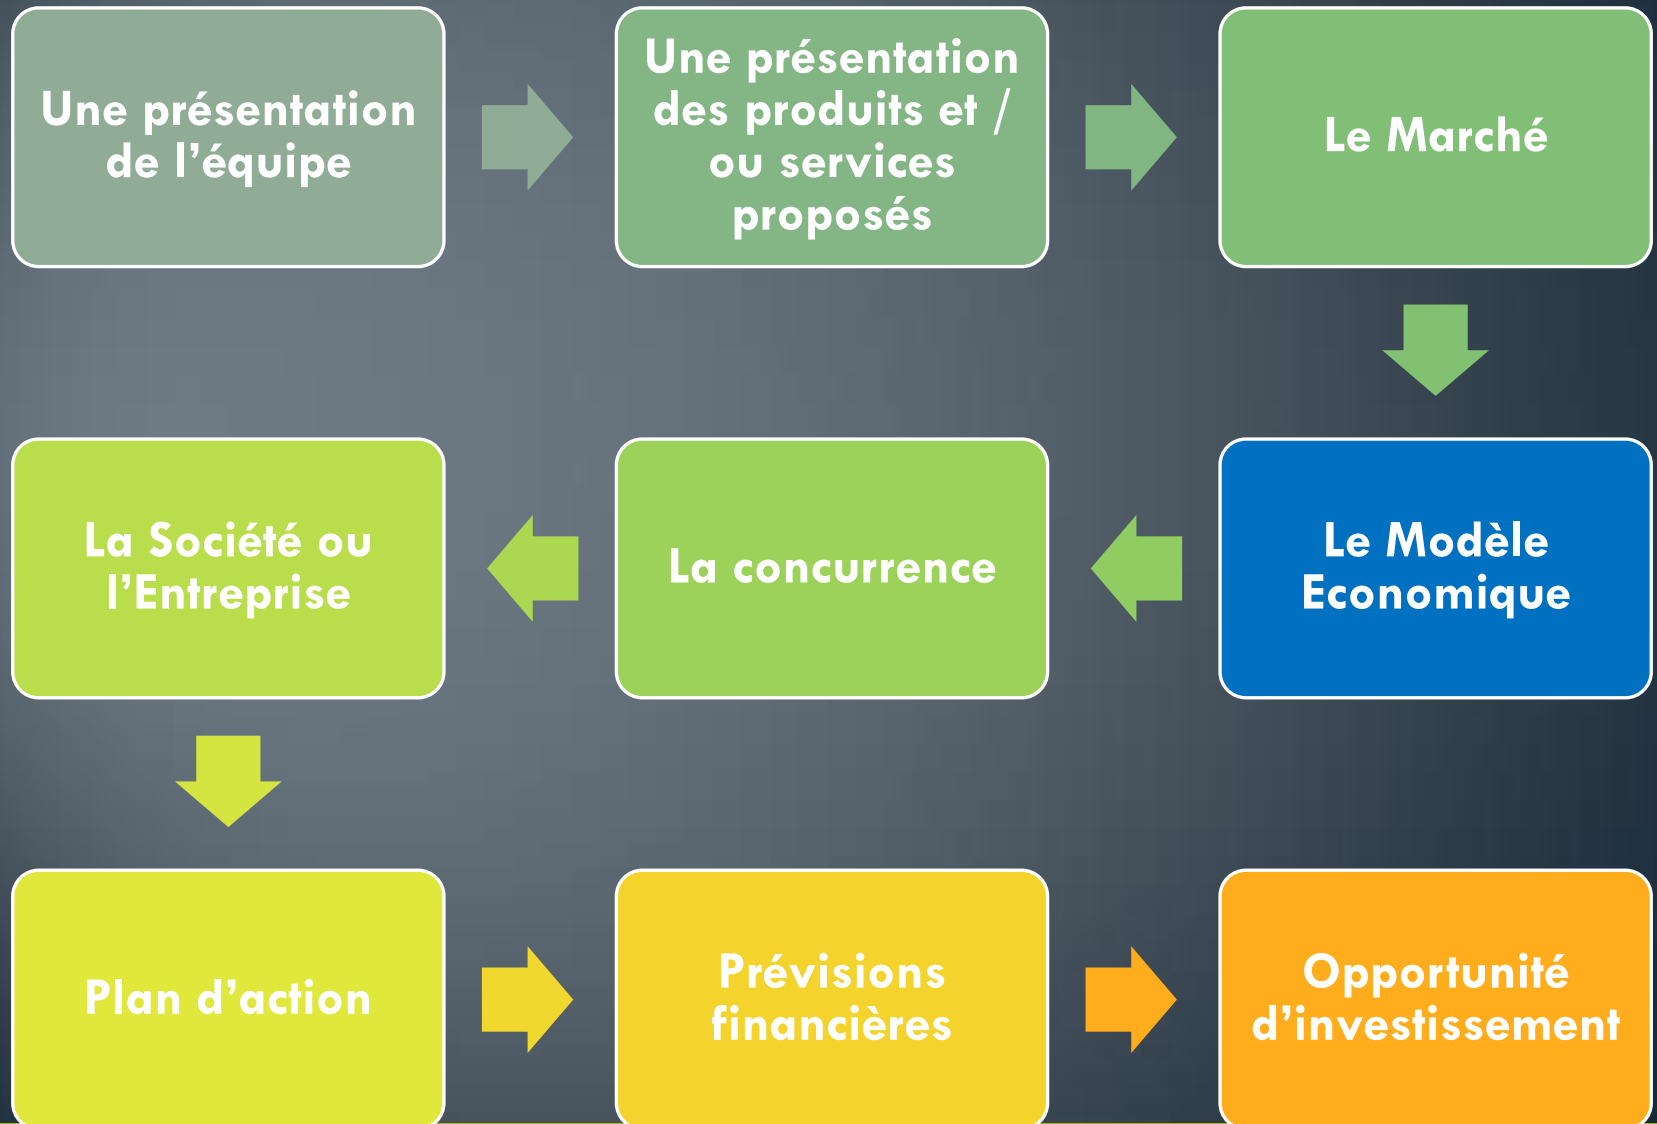 Une présentation
de l’équipe
Une présentation
des produits et /
ou services
proposés
Le Marché
Le Modèle
Economique
La concurrence
La Société ou
l’Entreprise
Plan d’action
Prévisions
financières
Opportunité
d’investissement